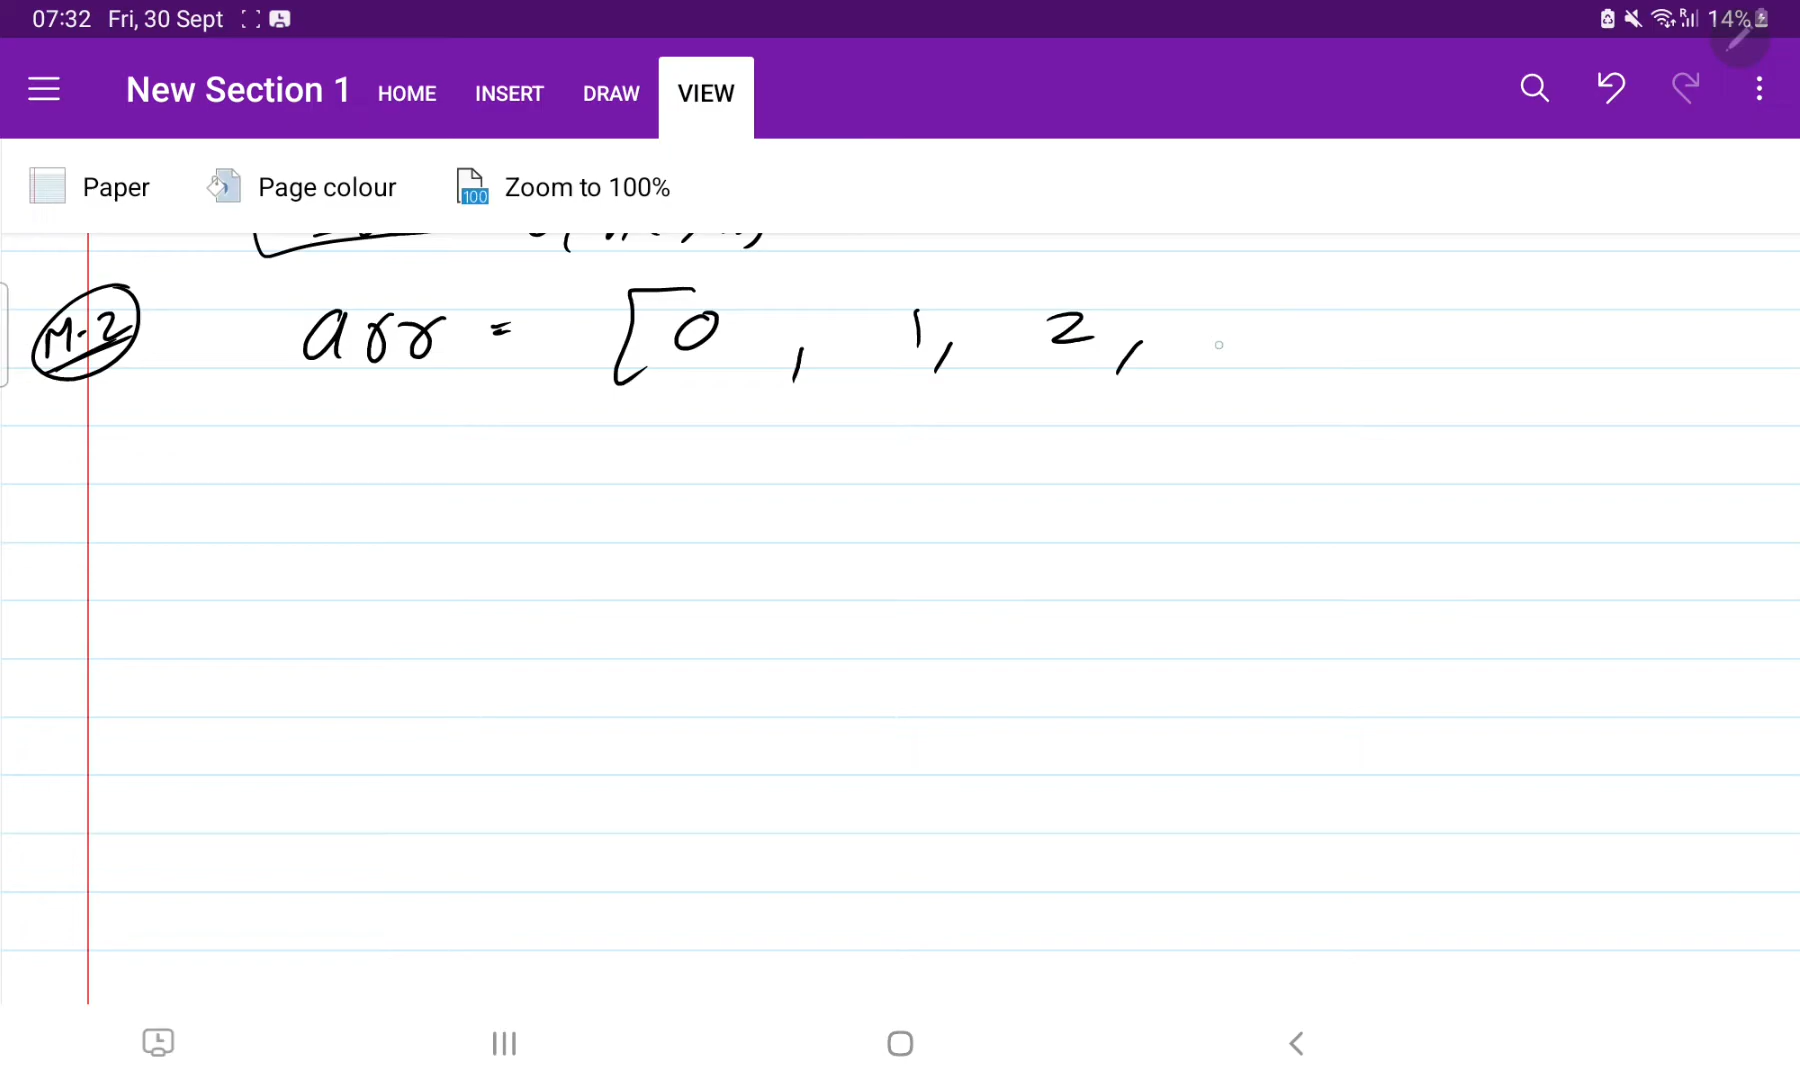 07:32 Fri, 30 Sept 14%
New Section 1 HOME INSERT DRAW VIEW
Paper Page colour 100 Zoom to 100%
M-2 arr = [0 , 1, 2,